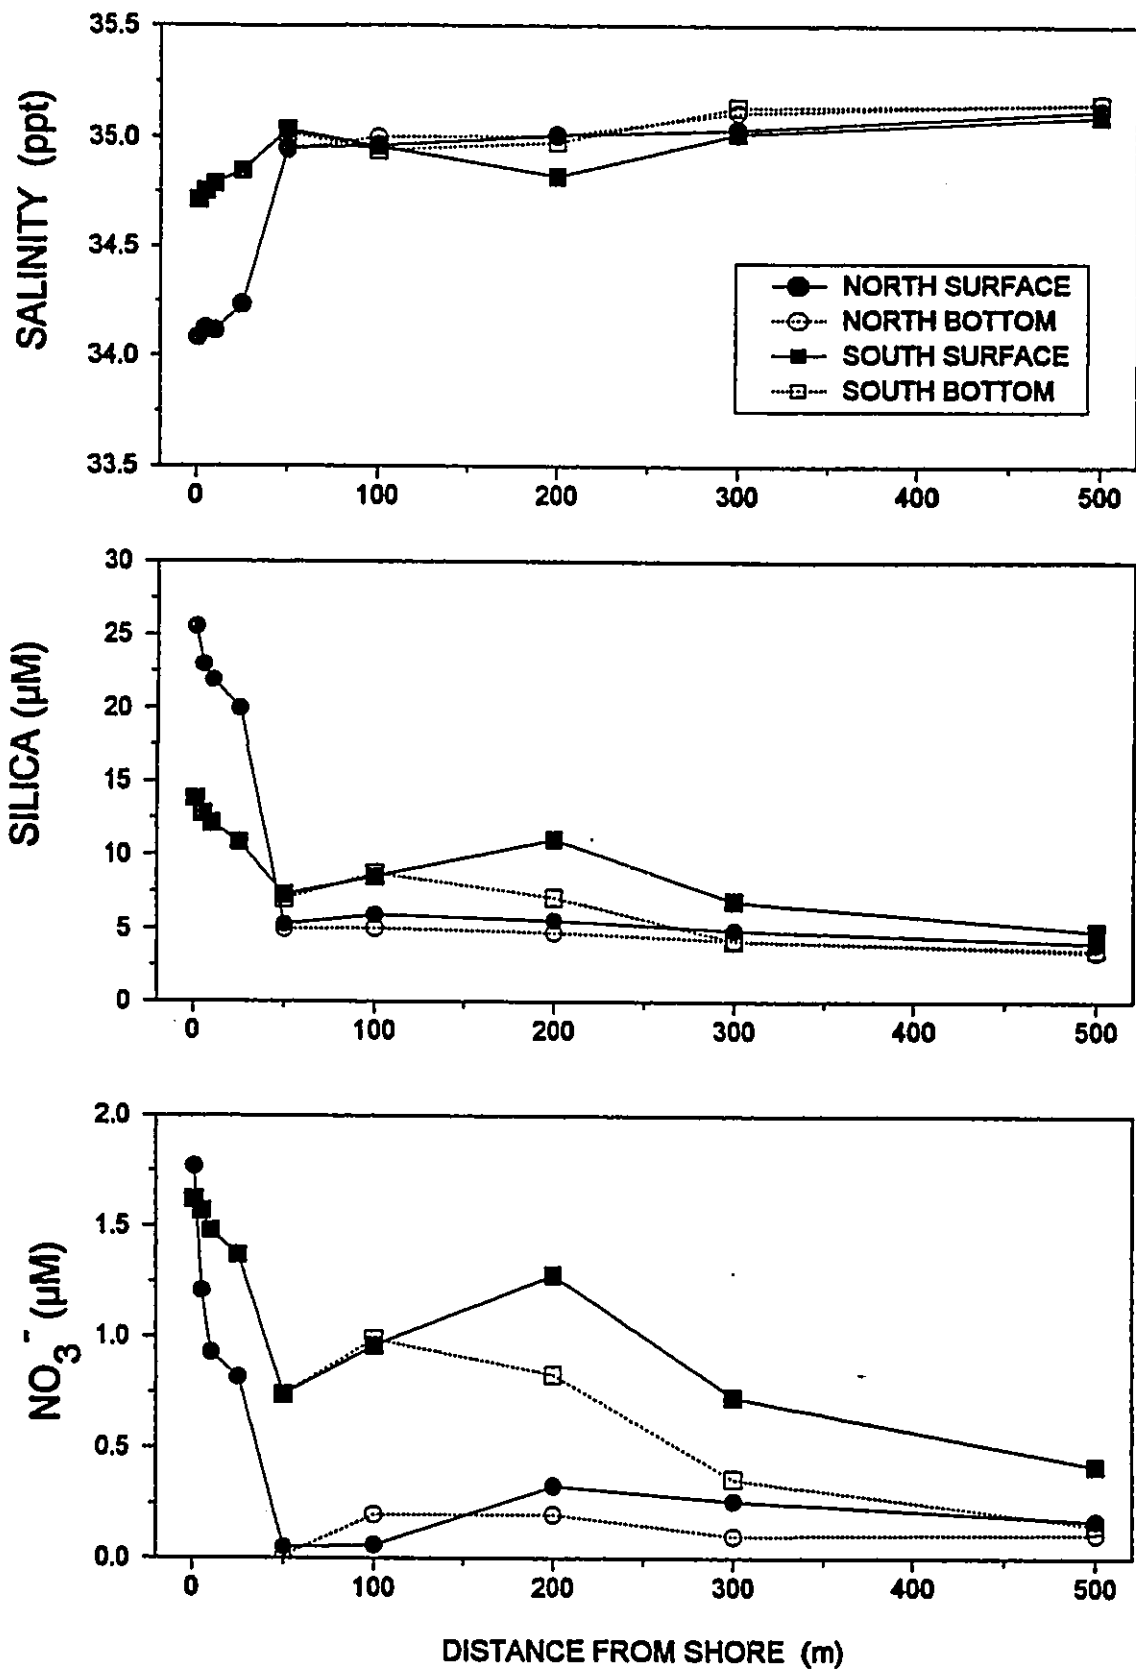 35.5
35.0
34.5
34.0
33.5
SALINITY (ppt)
NORTH SURFACE
NORTH BOTTOM
SOUTH SURFACE
SOUTH BOTTOM
0 100 200 300 400 500
30
25
20
15
10
5
0
SILICA (µM)
0 100 200 300 400 500
2.0
1.5
1.0
0.5
0.0
NO₃⁻ (µM)
0 100 200 300 400 500
DISTANCE FROM SHORE (m)